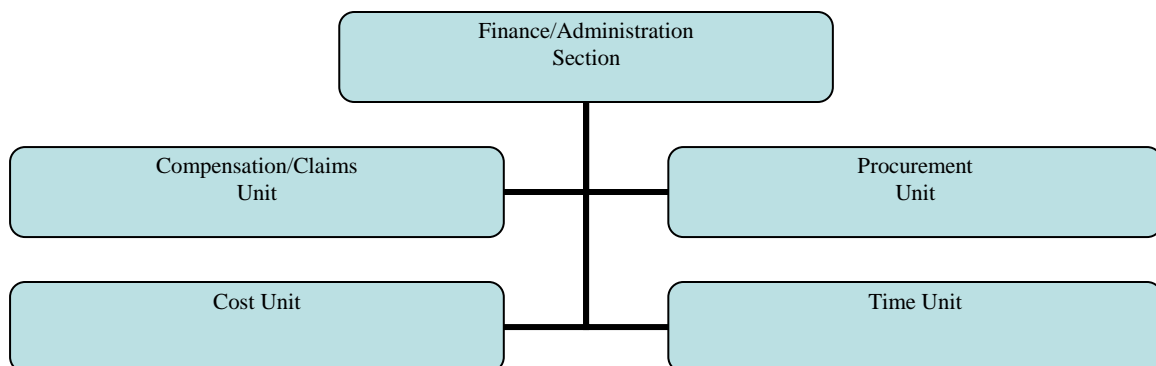 Finance/Administration
Section
Compensation/Claims
Unit
Procurement
Unit
Cost Unit
Time Unit